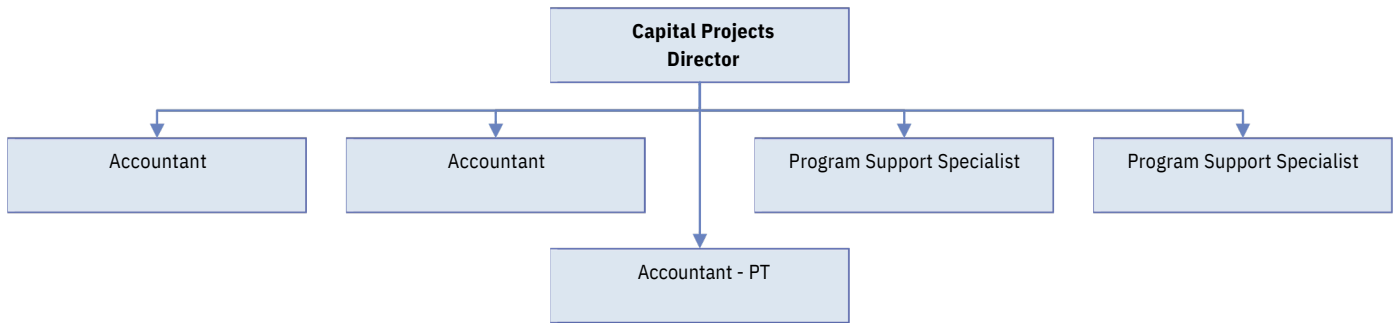 Capital Projects
Director
Accountant
Accountant
Program Support Specialist
Program Support Specialist
Accountant - PT